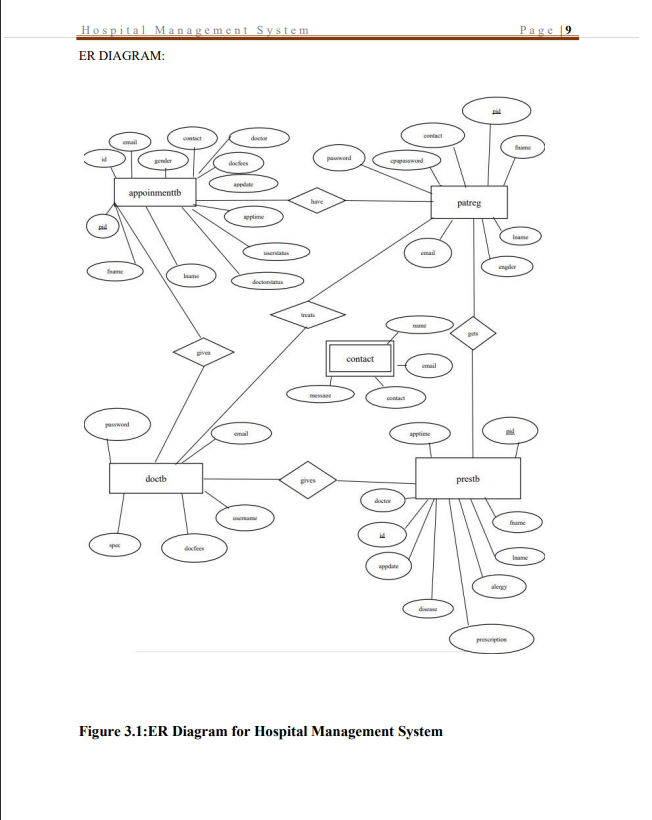 Hospital Management System Page | 9
ER DIAGRAM:
pid
email
contact
doctor
contact
fname
id
gender
docfees
password
cpapassword
appdate
appoinmenttb
have
patreg
apptime
pid
lname
userstatus
email
fname
lname
engder
doctorstatus
treats
name
gets
gives
contact
email
message
contact
password
email
apptime
pid
doctb
gives
prestb
doctor
username
fname
id
spec
docfees
lname
appdate
alergy
disease
prescription
Figure 3.1:ER Diagram for Hospital Management System